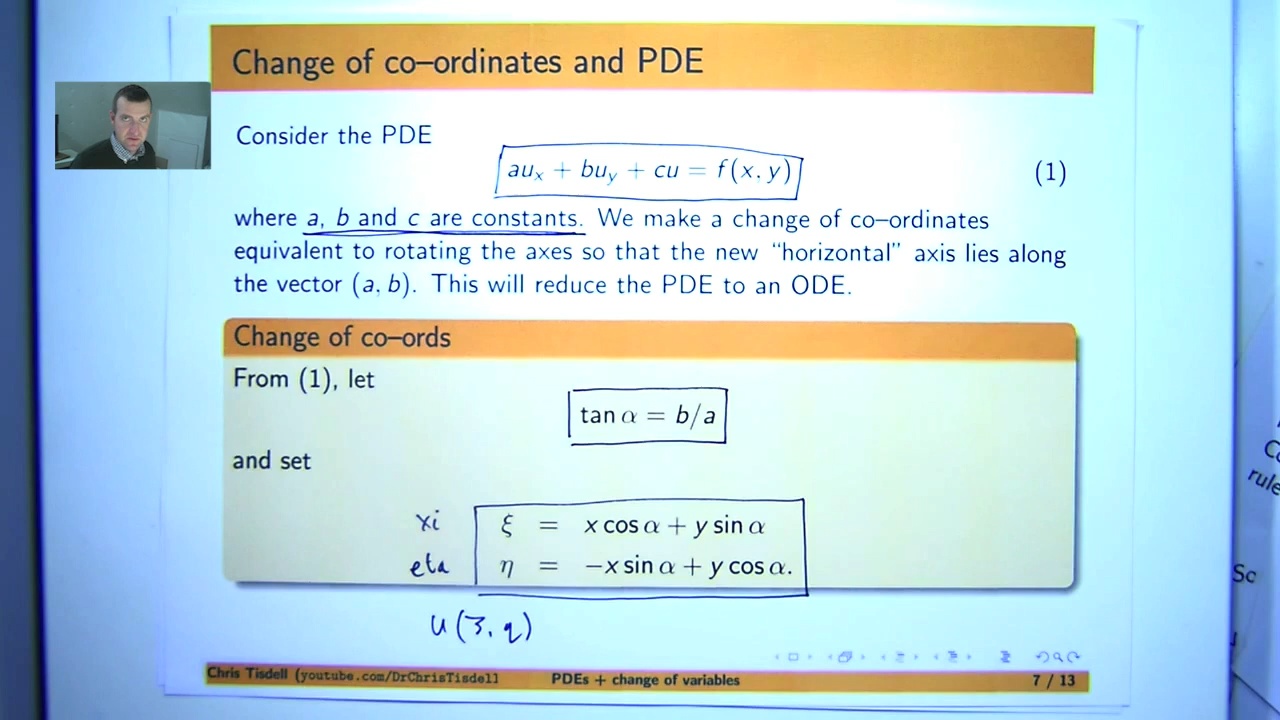 Change of co–ordinates and PDE
Consider the PDE
au_x + bu_y + cu = f(x, y) (1)
where a, b and c are constants. We make a change of co–ordinates
equivalent to rotating the axes so that the new “horizontal” axis lies along
the vector (a, b). This will reduce the PDE to an ODE.
Change of co–ords
From (1), let
tan α = b/a
and set
xi ξ = x cos α + y sin α
eta η = −x sin α + y cos α.
u(ξ, η)
Chris Tisdell (youtube.com/DrChrisTisdell PDEs + change of variables 7 / 13
rule